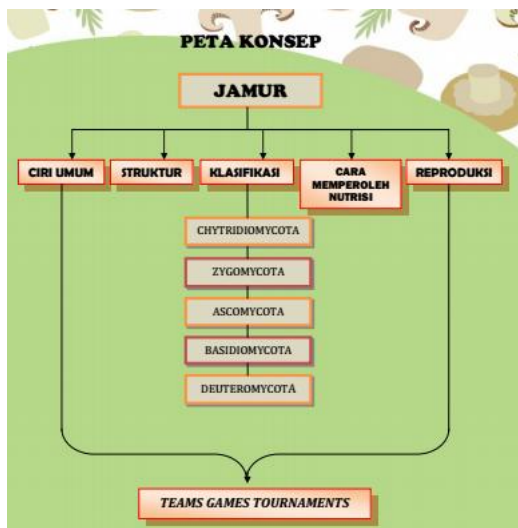 PETA KONSEP
JAMUR
CIRI UMUM
STRUKTUR
KLASIFIKASI
CARA
MEMPEROLEH
NUTRISI
REPRODUKSI
CHYTRIDIOMYCOTA
ZYGOMYCOTA
ASCOMYCOTA
BASIDIOMYCOTA
DEUTEROMYCOTA
TEAMS GAMES TOURNAMENTS